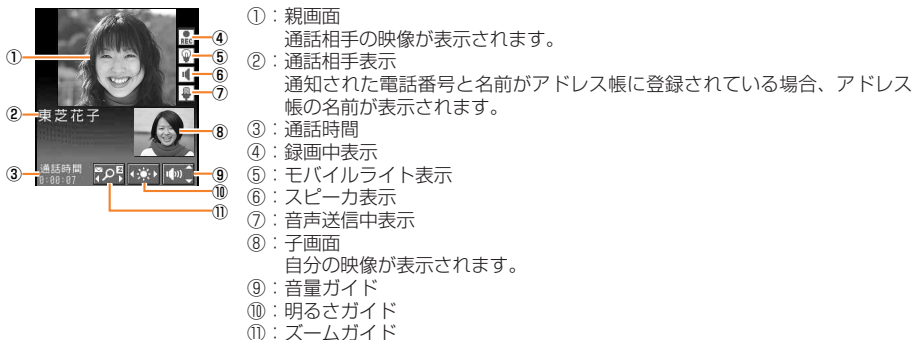 ①：親画面
通話相手の映像が表示されます。
②：通話相手表示
通知された電話番号と名前がアドレス帳に登録されている場合、アドレス
帳の名前が表示されます。
③：通話時間
④：録画中表示
⑤：モバイルライト表示
⑥：スピーカ表示
⑦：音声送信中表示
⑧：子画面
自分の映像が表示されます。
⑨：音量ガイド
⑩：明るさガイド
⑪：ズームガイド
①
④
REC
⑤
⑥
⑦
②
東芝花子
⑧
③
通話時間
0:00:07
⑨
⑩
⑪